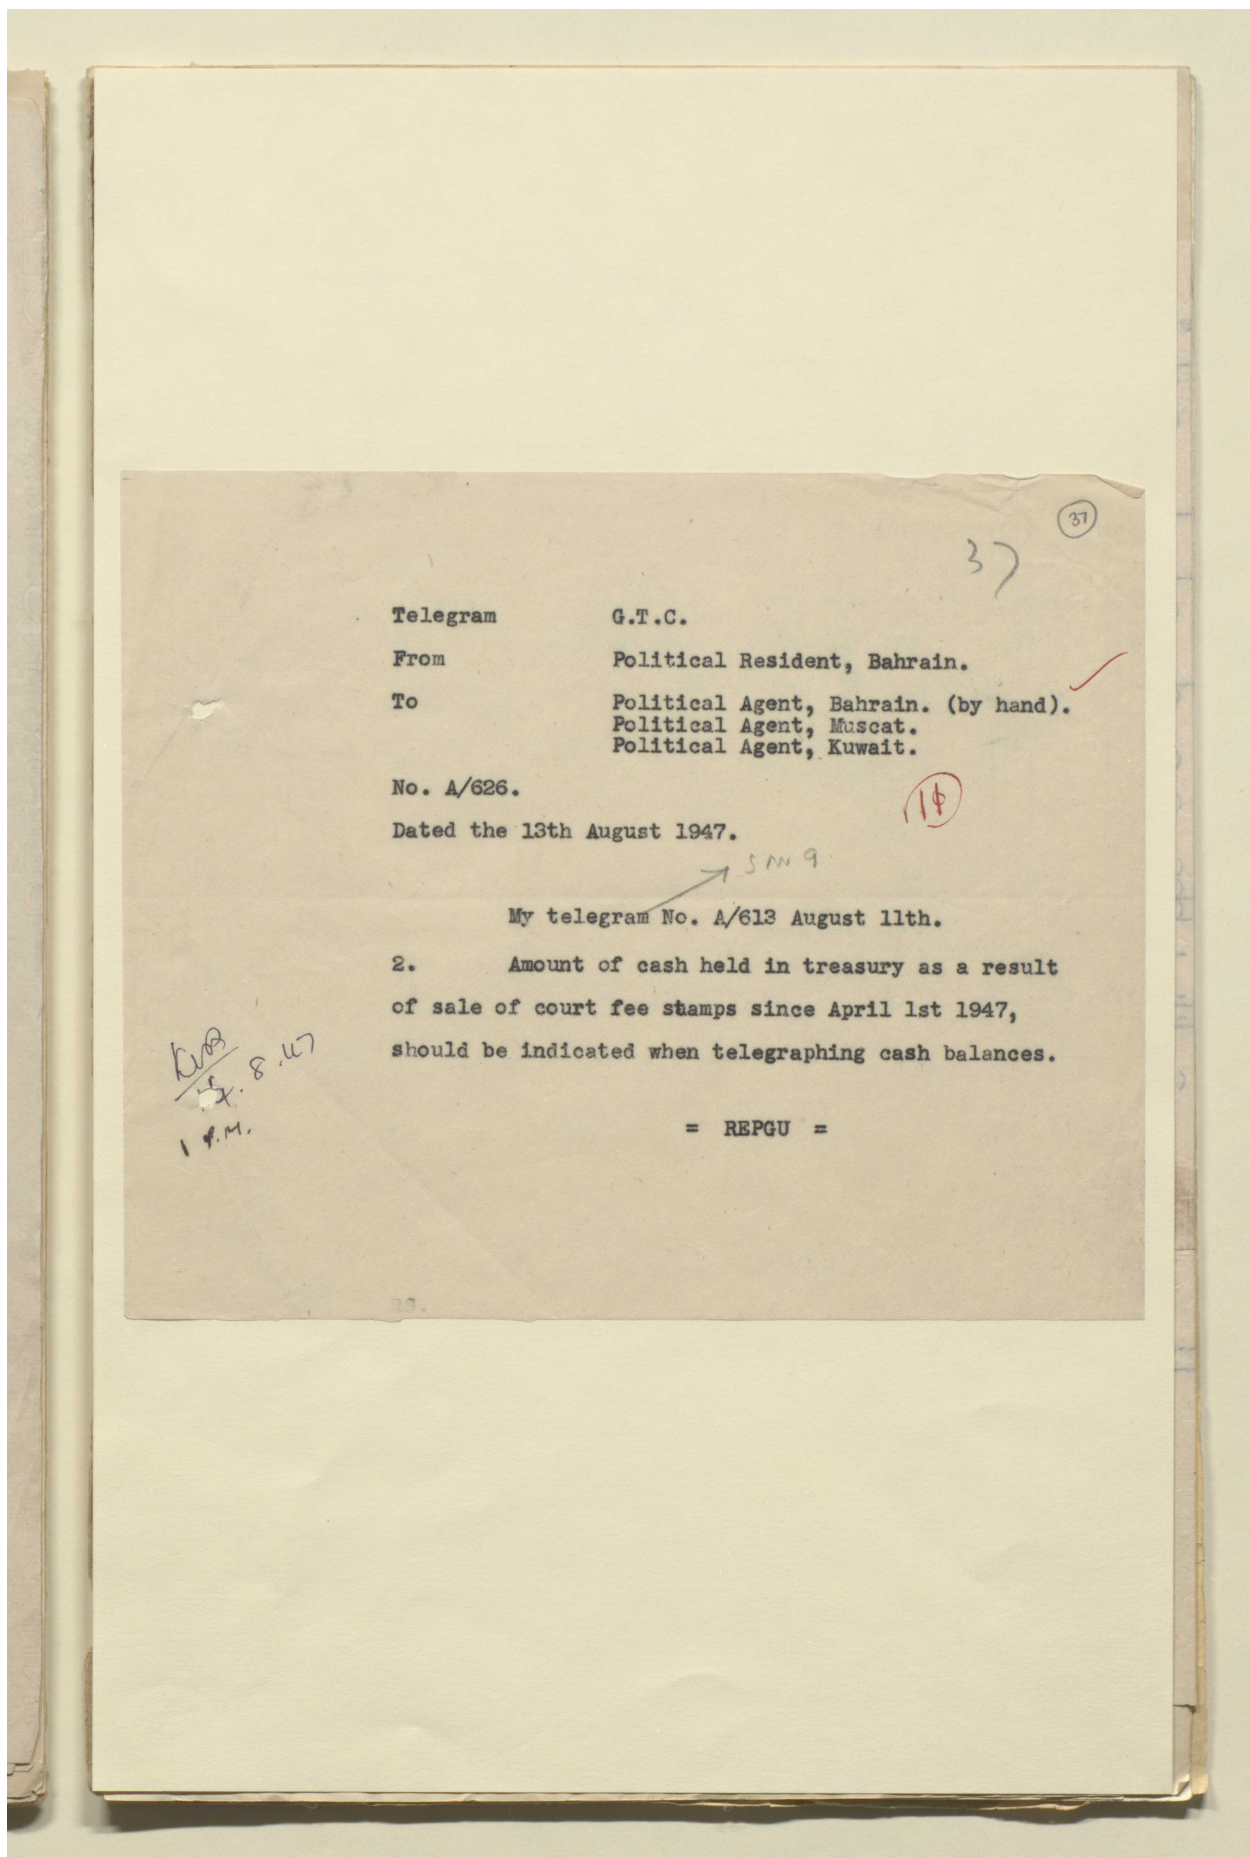 37
37
Telegram G.T.C.
From Political Resident, Bahrain.
To Political Agent, Bahrain. (by hand).
Political Agent, Muscat.
Political Agent, Kuwait.
No. A/626.
Dated the 13th August 1947.
My telegram No. A/613 August 11th.
2. Amount of cash held in treasury as a result
of sale of court fee stamps since April 1st 1947,
should be indicated when telegraphing cash balances.
8.47
1 P.M.
= REPGU =